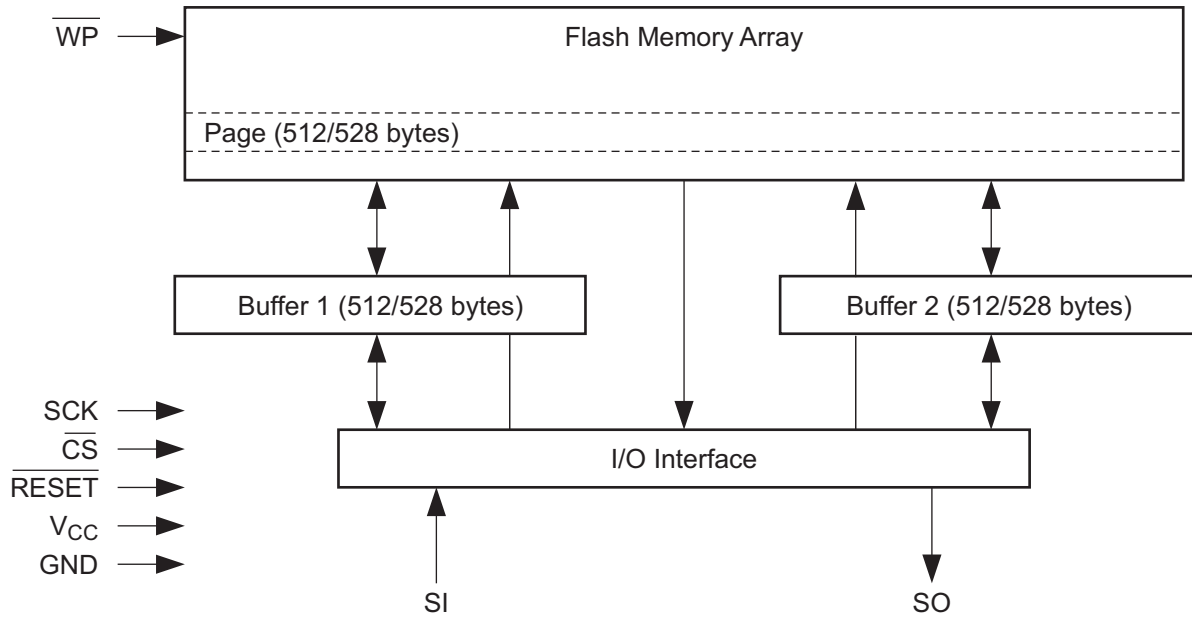 WP
Flash Memory Array
Page (512/528 bytes)
Buffer 1 (512/528 bytes)
Buffer 2 (512/528 bytes)
SCK
CS
RESET
VCC
GND
I/O Interface
SI
SO